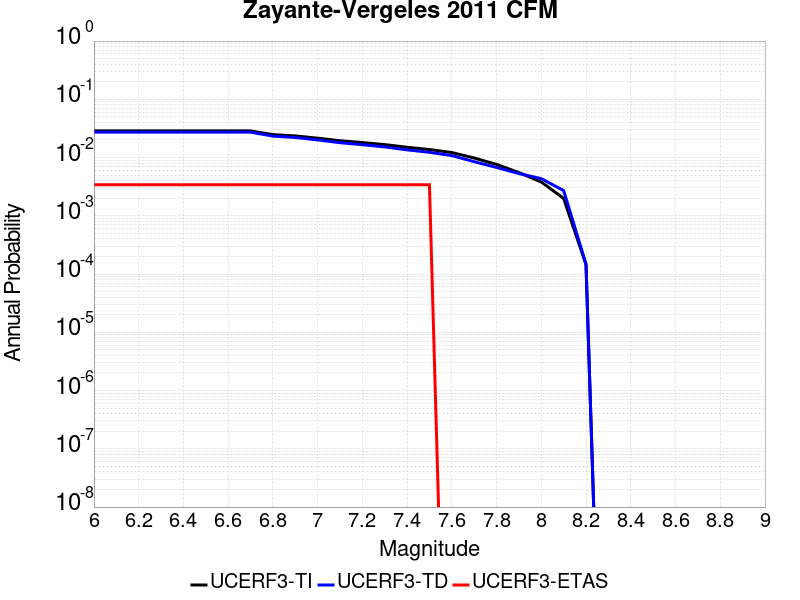 Zayante-Vergeles 2011 CFM
10^0
10^-1
10^-2
10^-3
10^-4
10^-5
10^-6
10^-7
10^-8
Annual Probability
6 6.2 6.4 6.6 6.8 7 7.2 7.4 7.6 7.8 8 8.2 8.4 8.6 8.8 9
Magnitude
UCERF3-TI UCERF3-TD UCERF3-ETAS